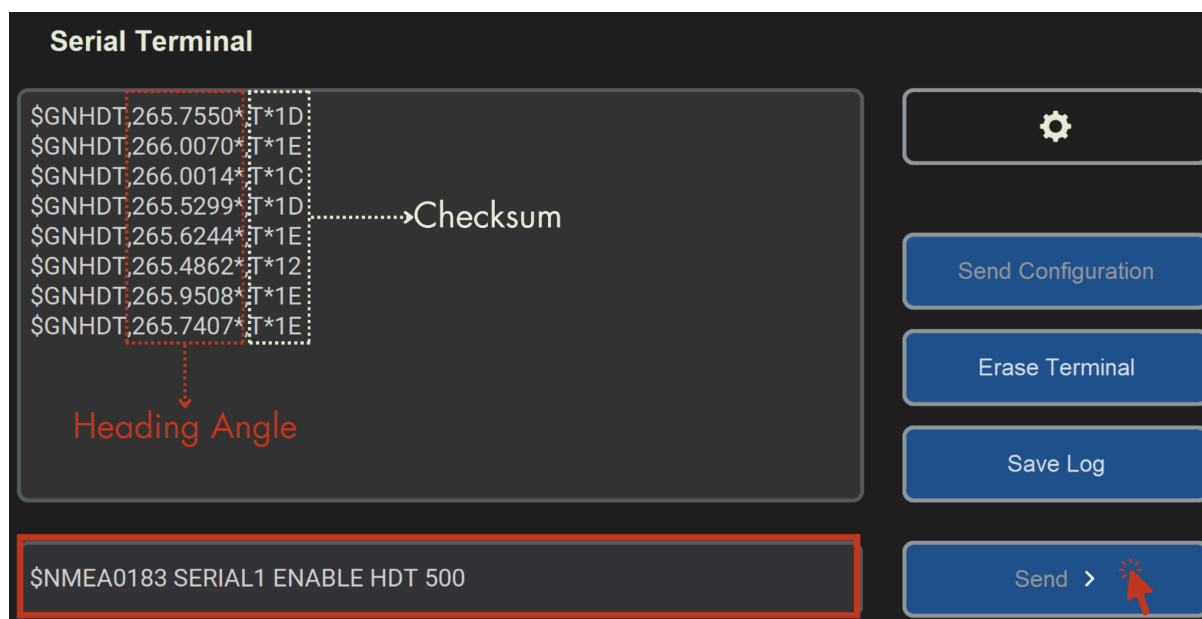 Serial Terminal
$GNHDT,265.7550*,T*1D
$GNHDT,266.0070*,T*1E
$GNHDT,266.0014*,T*1C
$GNHDT,265.5299*,T*1D
$GNHDT,265.6244*,T*1E
$GNHDT,265.4862*,T*12
$GNHDT,265.9508*,T*1E
$GNHDT,265.7407*,T*1E
Checksum
Heading Angle
Send Configuration
Erase Terminal
Save Log
$NMEA0183 SERIAL1 ENABLE HDT 500
Send >